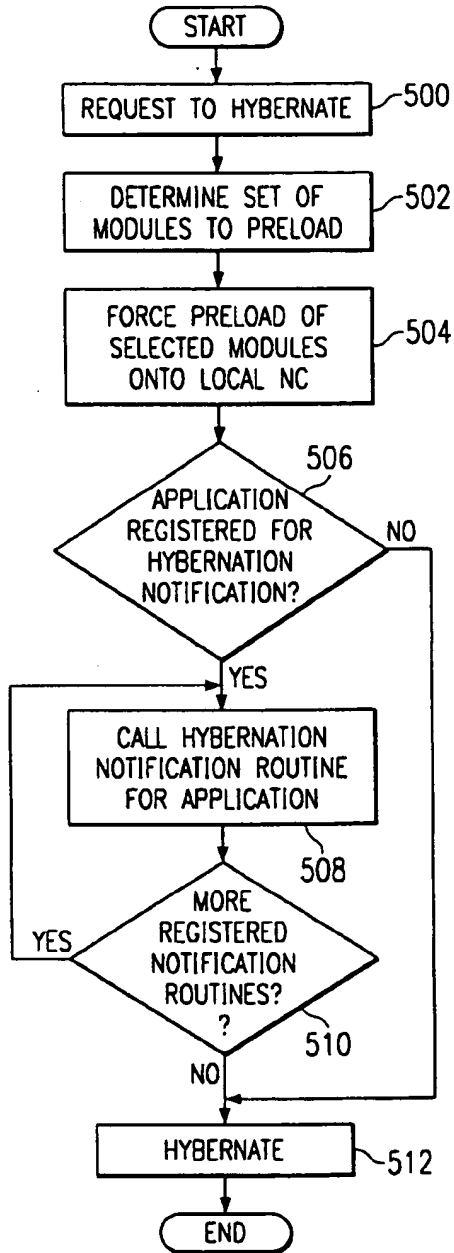 START
REQUEST TO HYBERNATE
500
DETERMINE SET OF
MODULES TO PRELOAD
502
FORCE PRELOAD OF
SELECTED MODULES
ONTO LOCAL NC
504
506
APPLICATION
REGISTERED FOR
HYBERNATION
NOTIFICATION?
NO
YES
CALL HYBERNATION
NOTIFICATION ROUTINE
FOR APPLICATION
508
MORE
REGISTERED
NOTIFICATION
ROUTINES?
?
YES
510
NO
HYBERNATE
512
END